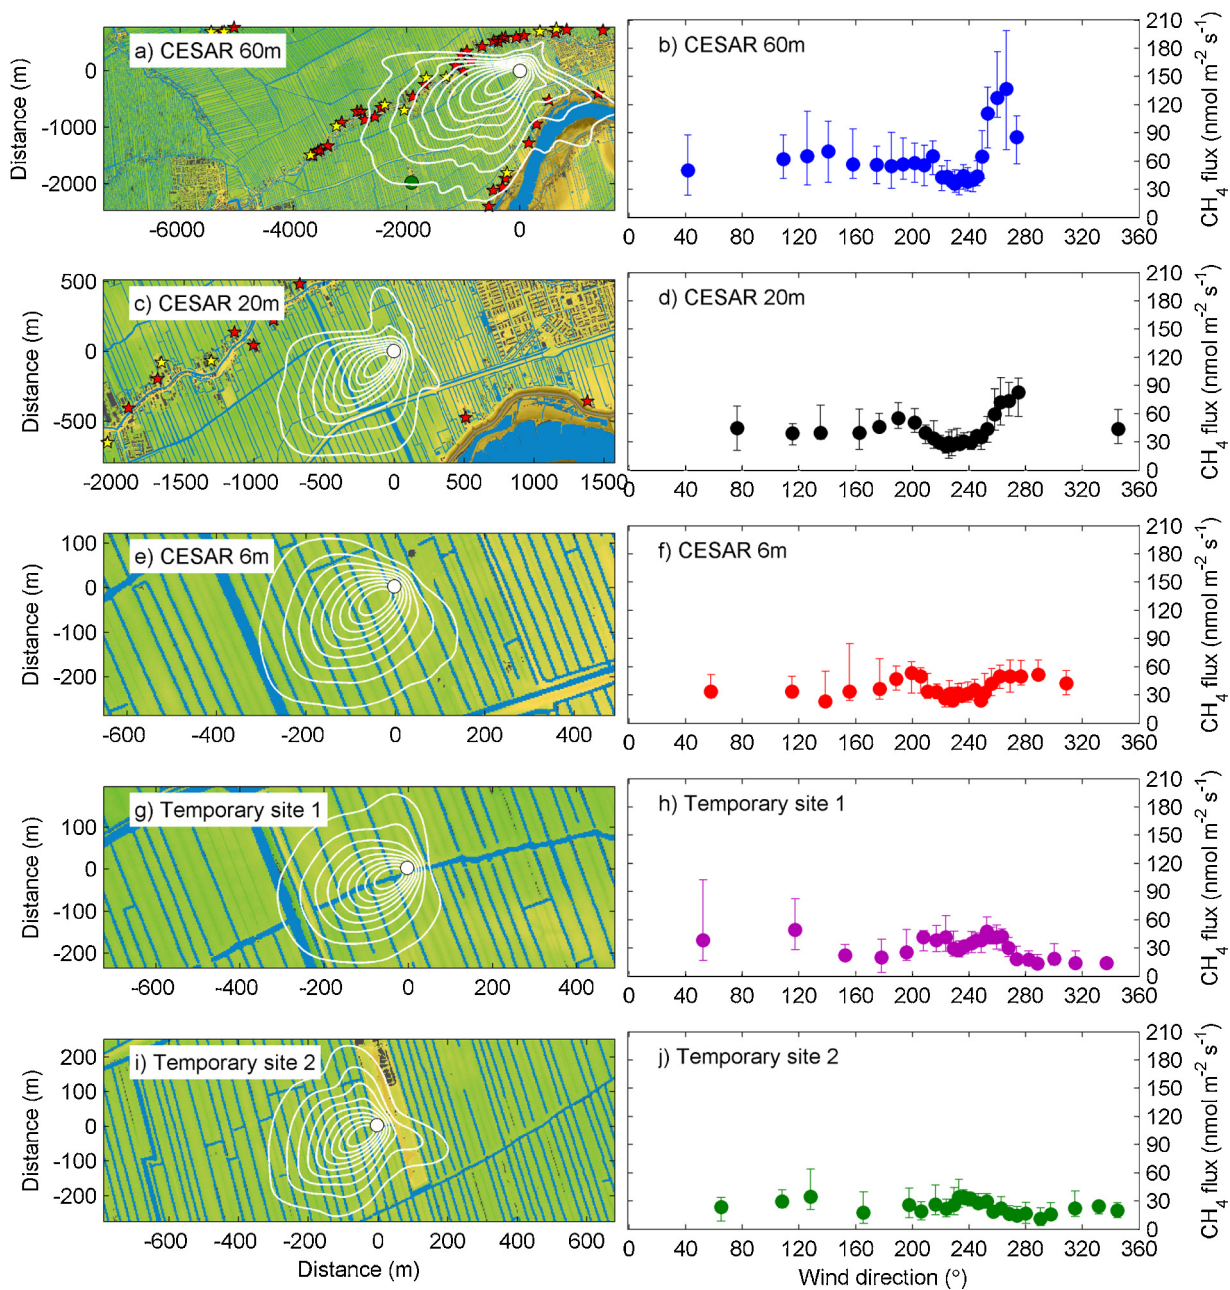 a) CESAR 60m
Distance (m)
0
-1000
-2000
-6000 -4000 -2000 0
b) CESAR 60m
210
180
150
120
90
60
30
0
CH4 flux (nmol m-2 s-1)
0 40 80 120 160 200 240 280 320 360
c) CESAR 20m
Distance (m)
500
0
-500
-2000 -1500 -1000 -500 0 500 1000 1500
d) CESAR 20m
210
180
150
120
90
60
30
0
CH4 flux (nmol m-2 s-1)
0 40 80 120 160 200 240 280 320 360
e) CESAR 6m
Distance (m)
100
0
-100
-200
-600 -400 -200 0 200 400
f) CESAR 6m
210
180
150
120
90
60
30
0
CH4 flux (nmol m-2 s-1)
0 40 80 120 160 200 240 280 320 360
g) Temporary site 1
Distance (m)
100
0
-100
-200
-600 -400 -200 0 200 400
h) Temporary site 1
210
180
150
120
90
60
30
0
CH4 flux (nmol m-2 s-1)
0 40 80 120 160 200 240 280 320 360
i) Temporary site 2
Distance (m)
200
100
0
-100
-200
-600 -400 -200 0 200 400 600
Distance (m)
j) Temporary site 2
210
180
150
120
90
60
30
0
CH4 flux (nmol m-2 s-1)
0 40 80 120 160 200 240 280 320 360
Wind direction (°)